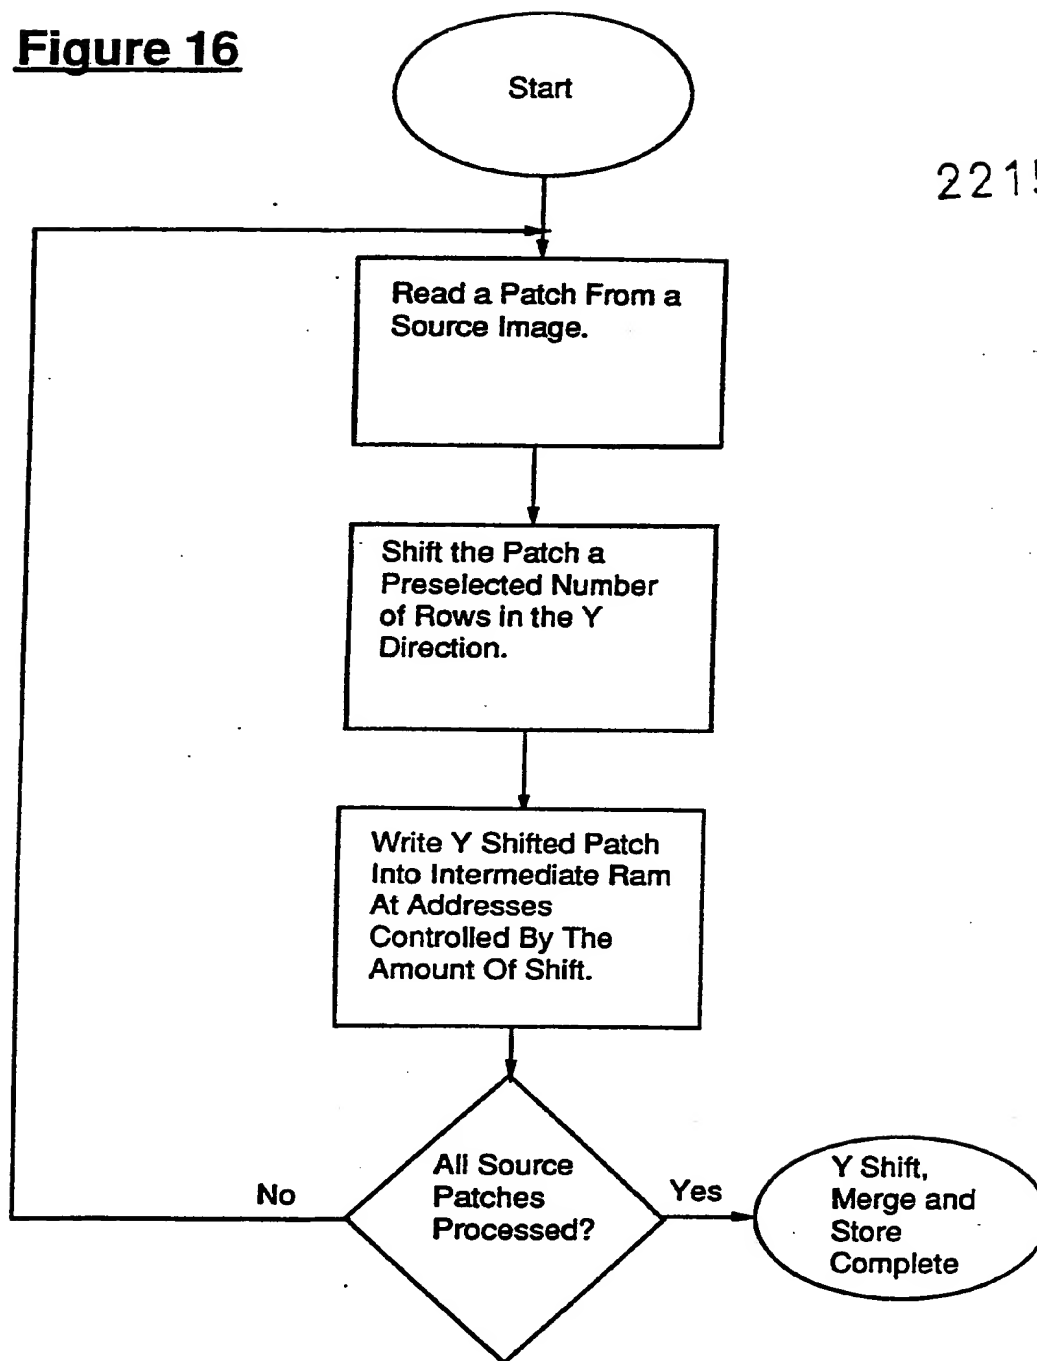 Figure 16
Start
Read a Patch From a
Source Image.
Shift the Patch a
Preselected Number
of Rows in the Y
Direction.
Write Y Shifted Patch
Into Intermediate Ram
At Addresses
Controlled By The
Amount Of Shift.
All Source
Patches
Processed?
No
Yes
Y Shift,
Merge and
Store
Complete